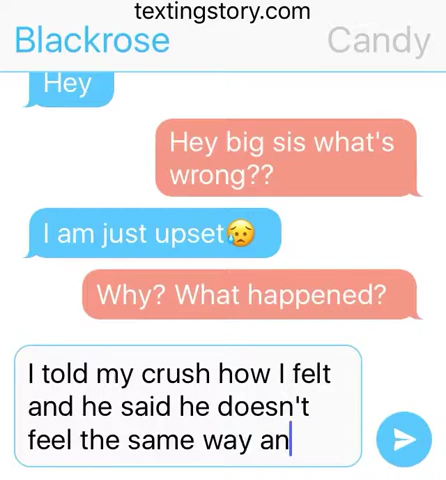 textingstory.com
Blackrose
Candy
Hey
Hey big sis what's
wrong??
I am just upset😥
Why? What happened?
I told my crush how I felt
and he said he doesn't
feel the same way an